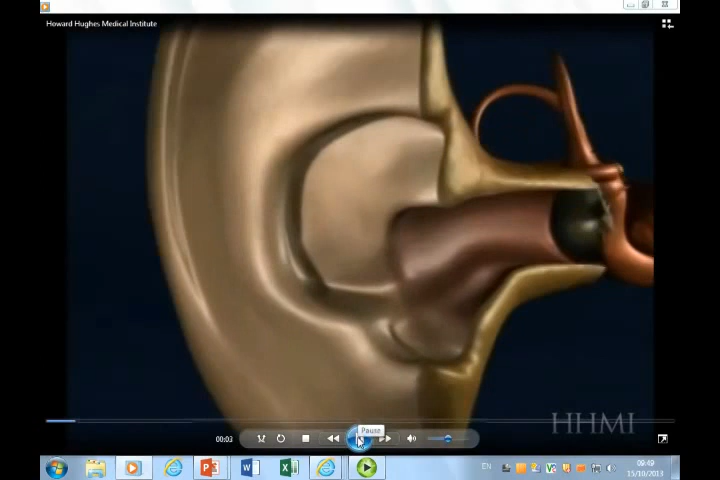 Howard Hughes Medical Institute
HHMI
Pause
00:03
EN
09:49
15/10/2013